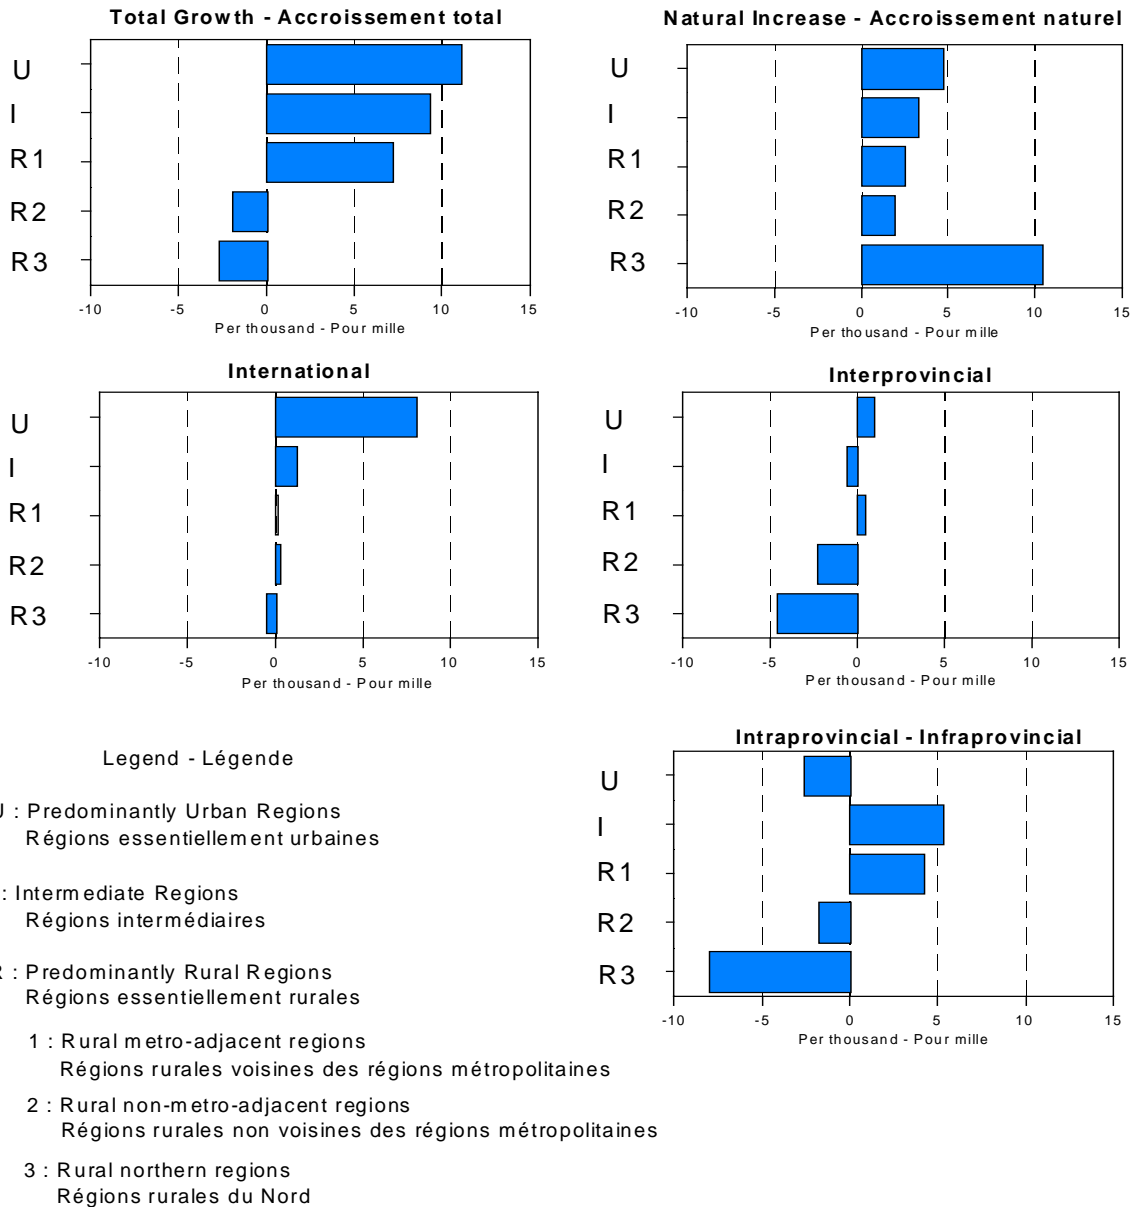 Total Growth - Accroissement total
U
I
R1
R2
R3
-10 -5 0 5 10 15
Per thousand - Pour mille
Natural Increase - Accroissement naturel
U
I
R1
R2
R3
-10 -5 0 5 10 15
Per thousand - Pour mille
International
U
I
R1
R2
R3
-10 -5 0 5 10 15
Per thousand - Pour mille
Interprovincial
U
I
R1
R2
R3
-10 -5 0 5 10 15
Per thousand - Pour mille
Intraprovincial - Infraprovincial
U
I
R1
R2
R3
-10 -5 0 5 10 15
Per thousand - Pour mille
Legend - Légende
U : Predominantly Urban Regions
Régions essentiellement urbaines
: Intermediate Regions
Régions intermédiaires
R : Predominantly Rural Regions
Régions essentiellement rurales
1 : Rural metro-adjacent regions
Régions rurales voisines des régions métropolitaines
2 : Rural non-metro-adjacent regions
Régions rurales non voisines des régions métropolitaines
3 : Rural northern regions
Régions rurales du Nord